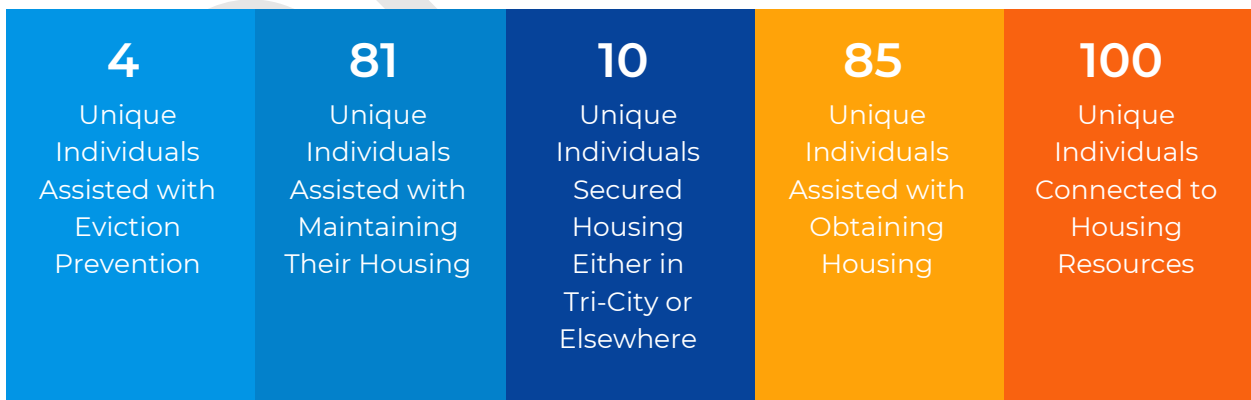 4
Unique
Individuals
Assisted with
Eviction
Prevention
81
Unique
Individuals
Assisted with
Maintaining
Their Housing
10
Unique
Individuals
Secured
Housing
Either in
Tri-City or
Elsewhere
85
Unique
Individuals
Assisted with
Obtaining
Housing
100
Unique
Individuals
Connected to
Housing
Resources